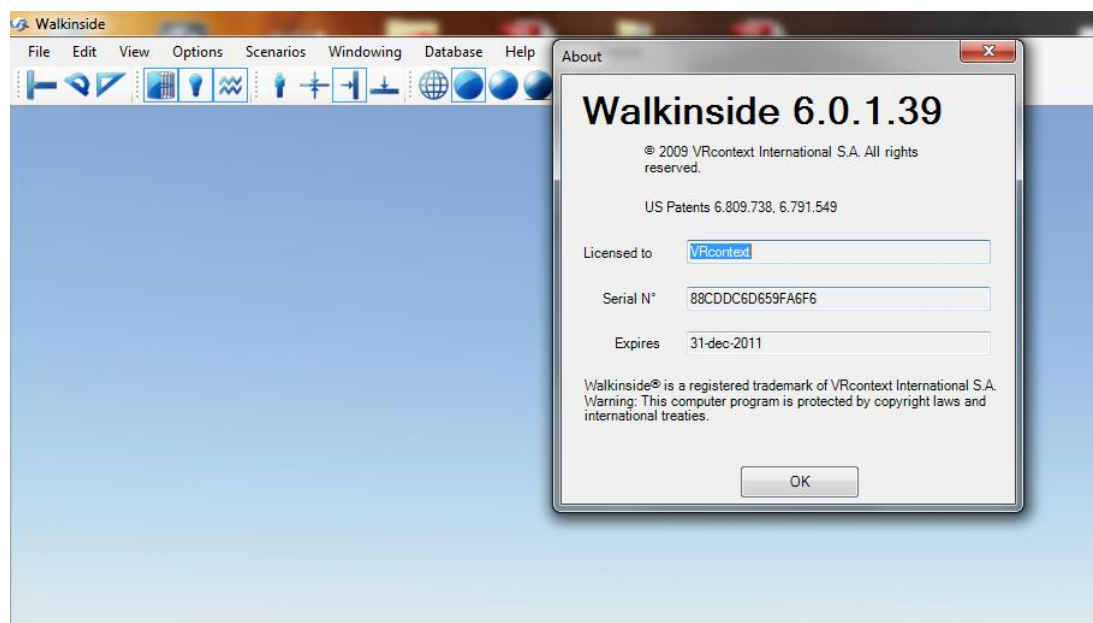 Walkinside
File Edit View Options Scenarios Windowing Database Help
About
Walkinside 6.0.1.39
© 2009 VRcontext International S.A. All rights
reserved.
US Patents 6.809.738, 6.791.549
Licensed to VRcontext
Serial N° 88CDDC6D659FA6F6
Expires 31-dec-2011
Walkinside® is a registered trademark of VRcontext International S.A.
Warning: This computer program is protected by copyright laws and
international treaties.
OK